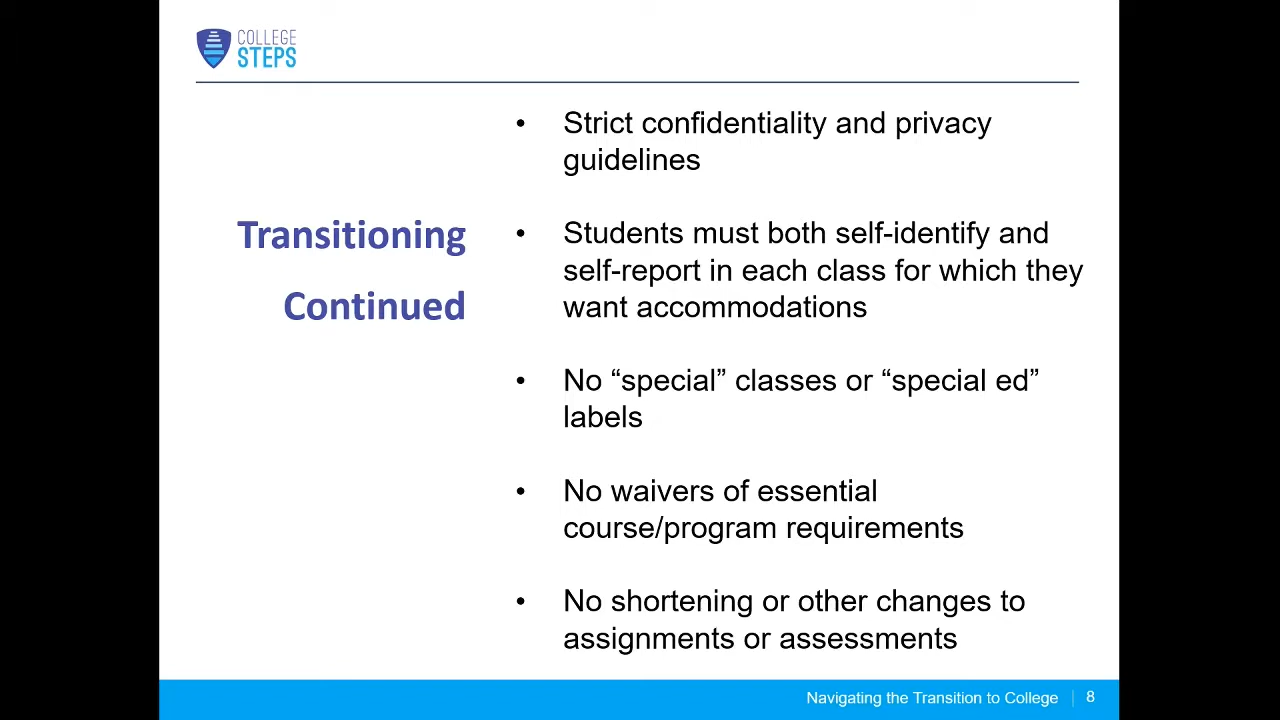 COLLEGE
STEPS
Transitioning
Continued
• Strict confidentiality and privacy
guidelines
• Students must both self-identify and
self-report in each class for which they
want accommodations
• No “special” classes or “special ed”
labels
• No waivers of essential
course/program requirements
• No shortening or other changes to
assignments or assessments
Navigating the Transition to College | 8